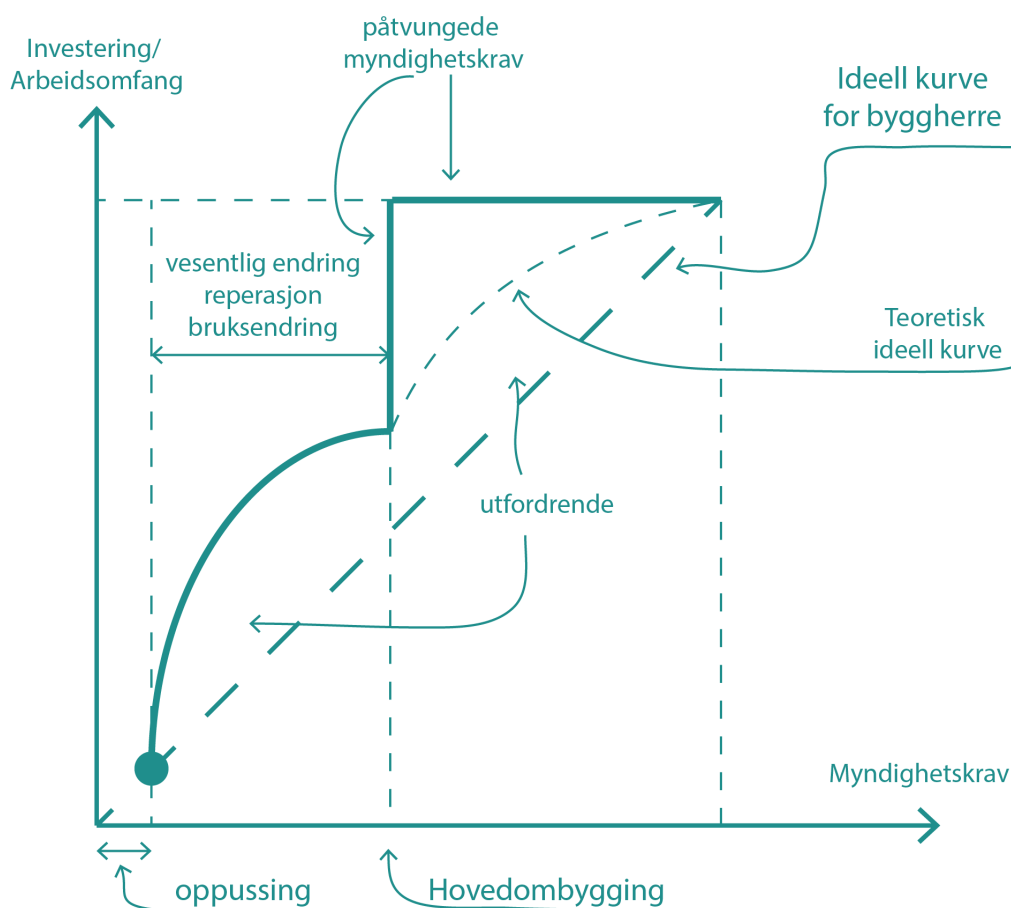 påtvungede
myndighetskrav
Investering/
Arbeidsomfang
Ideell kurve
for byggherre
vesentlig endring
reperasjon
bruksendring
Teoretisk
ideell kurve
utfordrende
Myndighetskrav
oppussing
Hovedombygging